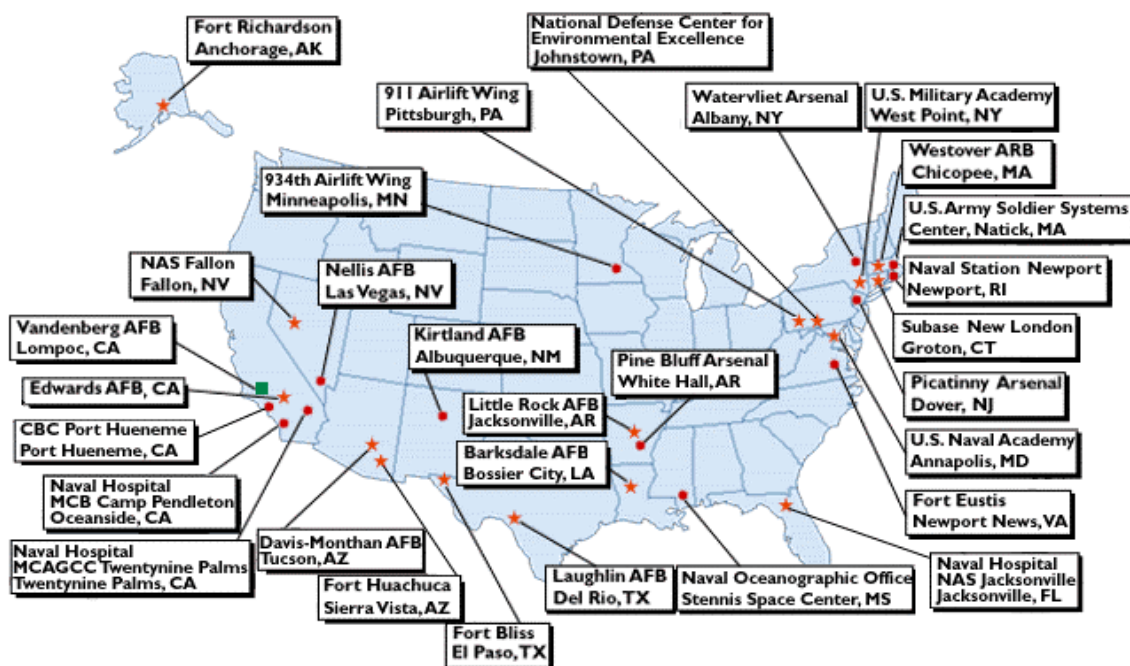 Fort Richardson
Anchorage, AK
National Defense Center for
Environmental Excellence
Johnstown, PA
911 Airlift Wing
Pittsburgh, PA
Watervliet Arsenal
Albany, NY
U.S. Military Academy
West Point, NY
Westover ARB
Chicopee, MA
934th Airlift Wing
Minneapolis, MN
U.S. Army Soldier Systems
Center, Natick, MA
NAS Fallon
Fallon, NV
Nellis AFB
Las Vegas, NV
Naval Station Newport
Newport, RI
Vandenberg AFB
Lompoc, CA
Kirtland AFB
Albuquerque, NM
Subase New London
Groton, CT
Pine Bluff Arsenal
White Hall, AR
Edwards AFB, CA
Picatinny Arsenal
Dover, NJ
Little Rock AFB
Jacksonville, AR
CBC Port Hueneme
Port Hueneme, CA
Barksdale AFB
Bossier City, LA
U.S. Naval Academy
Annapolis, MD
Naval Hospital
MCB Camp Pendleton
Oceanside, CA
Fort Eustis
Newport News, VA
Naval Hospital
MCAGCC Twentynine Palms
Twentynine Palms, CA
Davis-Monthan AFB
Tucson, AZ
Fort Huachuca
Sierra Vista, AZ
Fort Bliss
El Paso, TX
Laughlin AFB
Del Rio, TX
Naval Oceanographic Office
Stennis Space Center, MS
Naval Hospital
NAS Jacksonville
Jacksonville, FL